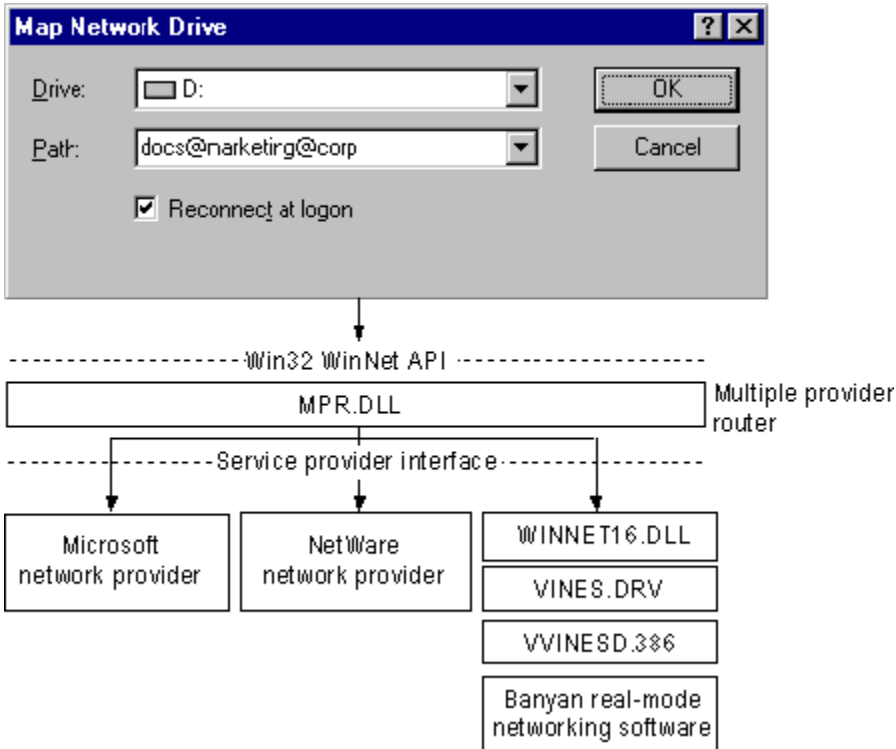 Map Network Drive
Drive:
D:
OK
Path:
docs@marketing@corp
Cancel
Reconnect at logon
Win32 WinNet API
MPR.DLL
Multiple provider
router
Service provider interface
Microsoft
network provider
NetWare
network provider
WINNET16.DLL
VINES.DRV
VVINESD.386
Banyan real-mode
networking software